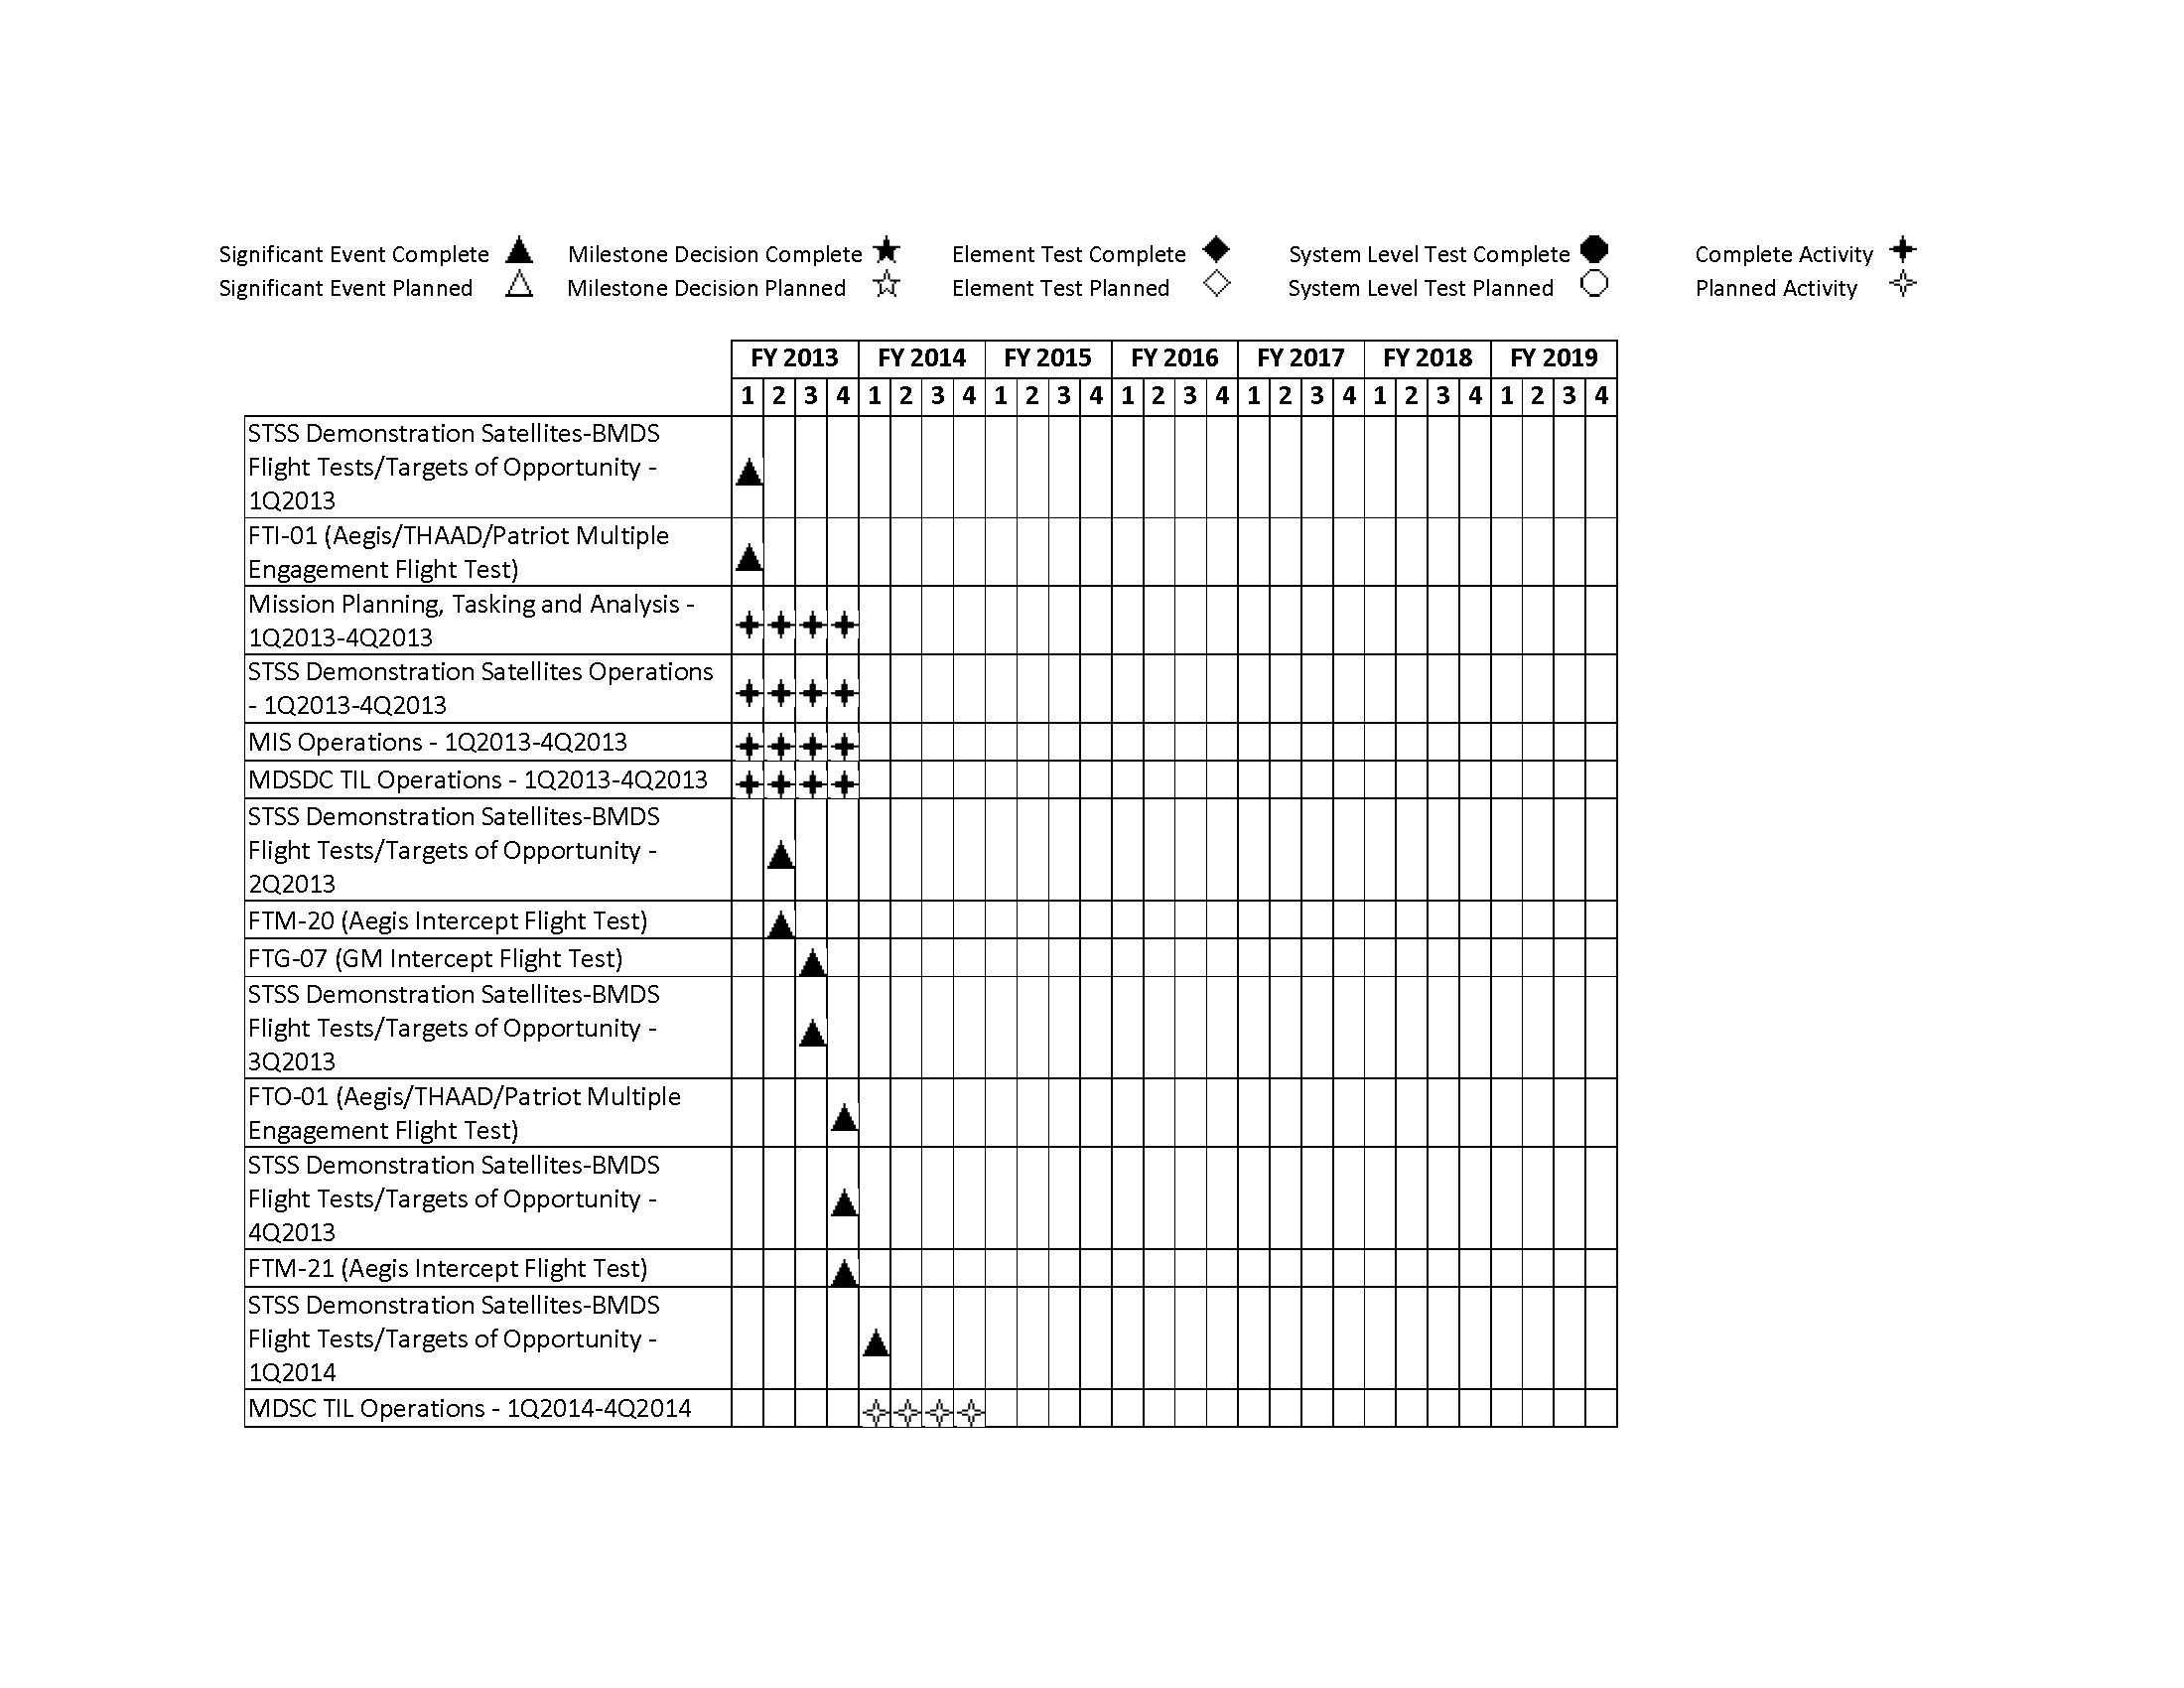 Significant Event Complete Milestone Decision Complete Element Test Complete System Level Test Complete Complete Activity
Significant Event Planned Milestone Decision Planned Element Test Planned System Level Test Planned Planned Activity
FY 2013 FY 2014 FY 2015 FY 2016 FY 2017 FY 2018 FY 2019
1 2 3 4 1 2 3 4 1 2 3 4 1 2 3 4 1 2 3 4 1 2 3 4 1 2 3 4
STSS Demonstration Satellites-BMDS
Flight Tests/Targets of Opportunity -
1Q2013
FTI-01 (Aegis/THAAD/Patriot Multiple
Engagement Flight Test)
Mission Planning, Tasking and Analysis -
1Q2013-4Q2013
STSS Demonstration Satellites Operations
- 1Q2013-4Q2013
MIS Operations - 1Q2013-4Q2013
MDSDC TIL Operations - 1Q2013-4Q2013
STSS Demonstration Satellites-BMDS
Flight Tests/Targets of Opportunity -
2Q2013
FTM-20 (Aegis Intercept Flight Test)
FTG-07 (GM Intercept Flight Test)
STSS Demonstration Satellites-BMDS
Flight Tests/Targets of Opportunity -
3Q2013
FTO-01 (Aegis/THAAD/Patriot Multiple
Engagement Flight Test)
STSS Demonstration Satellites-BMDS
Flight Tests/Targets of Opportunity -
4Q2013
FTM-21 (Aegis Intercept Flight Test)
STSS Demonstration Satellites-BMDS
Flight Tests/Targets of Opportunity -
1Q2014
MDSC TIL Operations - 1Q2014-4Q2014